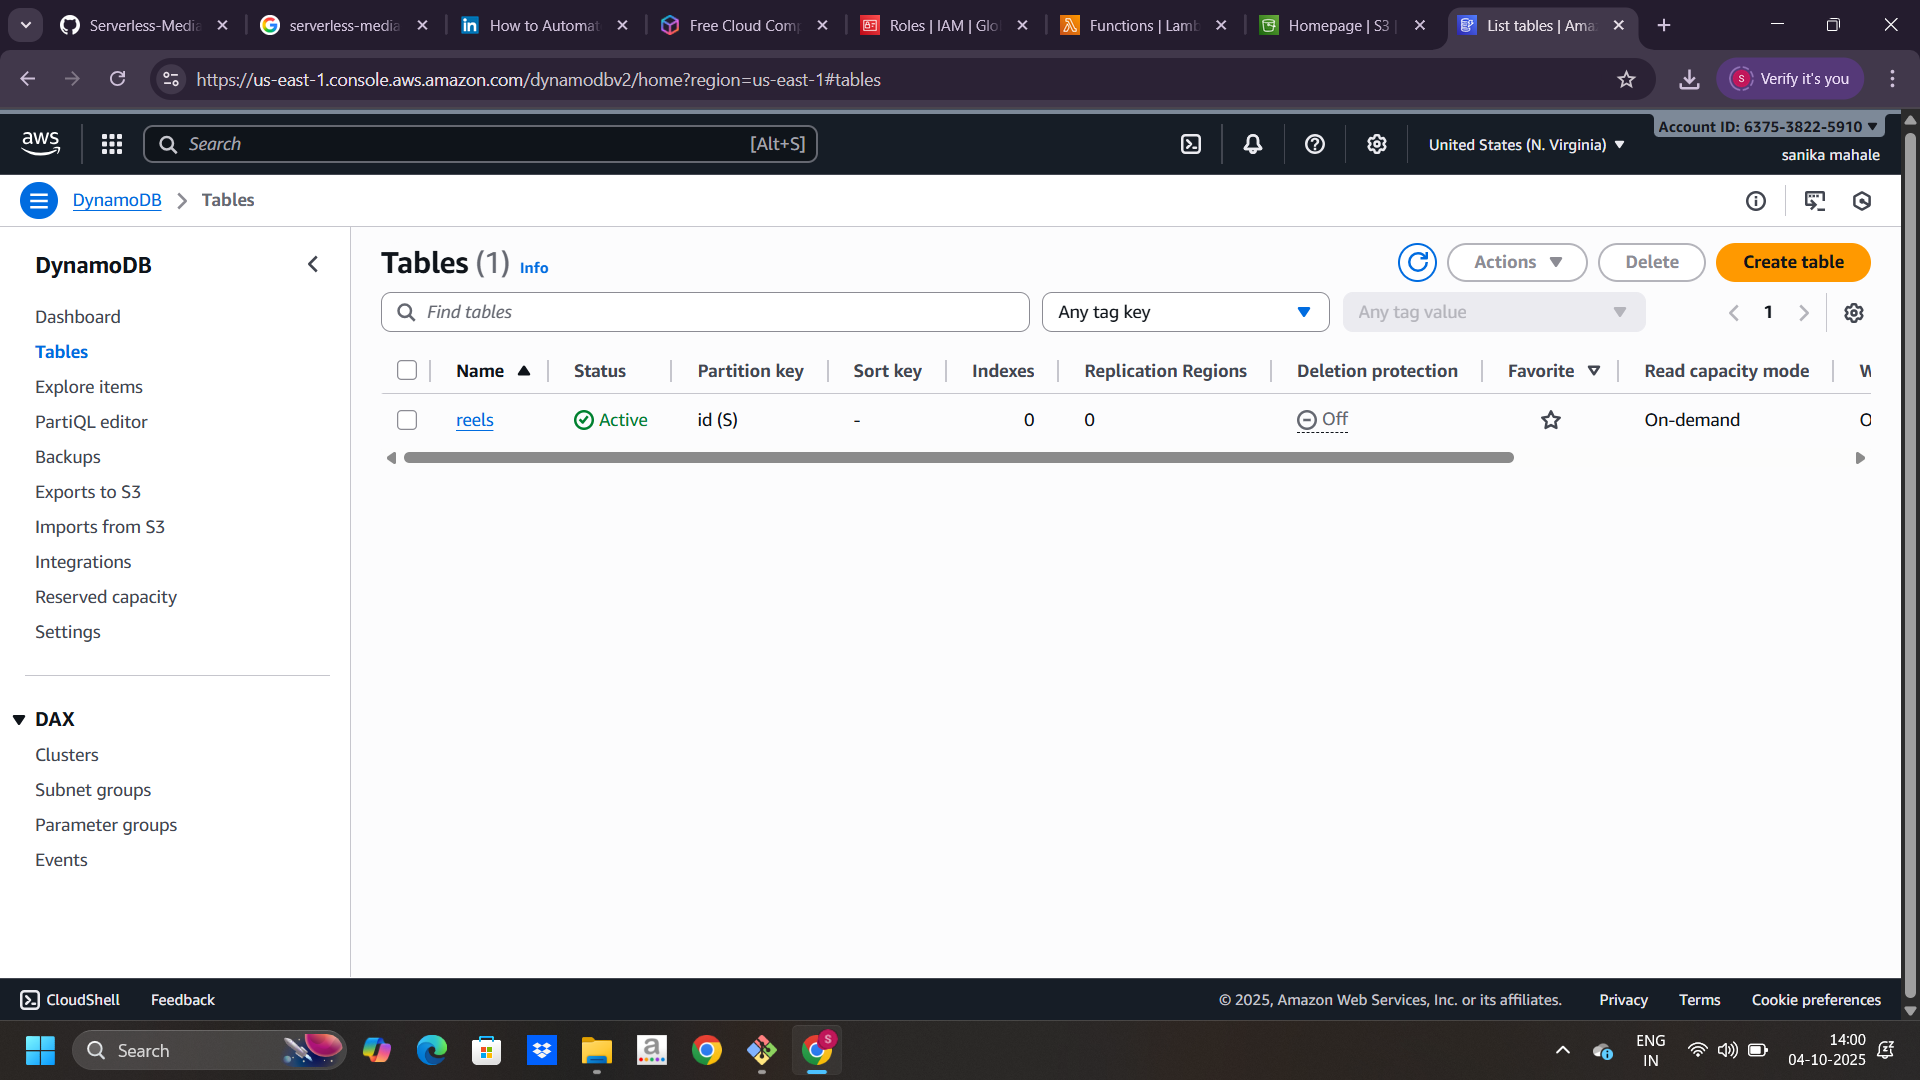 Serverless-Media
serverless-media
How to Automat
Free Cloud Comp
Roles | IAM | Glo
Functions | Lamb
Homepage | S3 |
List tables | Ama
https://us-east-1.console.aws.amazon.com/dynamodbv2/home?region=us-east-1#tables
S
Verify it's you
aws
Search
[Alt+S]
United States (N. Virginia)
Account ID: 6375-3822-5910
sanika mahale
DynamoDB
Tables
DynamoDB
Dashboard
Tables
Explore items
PartiQL editor
Backups
Exports to S3
Imports from S3
Integrations
Reserved capacity
Settings
DAX
Clusters
Subnet groups
Parameter groups
Events
Tables (1) Info
Actions
Delete
Create table
Find tables
Any tag key
Any tag value
1
Name Status Partition key Sort key Indexes Replication Regions Deletion protection Favorite Read capacity mode W
reels Active id (S) - 0 0 Off On-demand O
CloudShell Feedback
© 2025, Amazon Web Services, Inc. or its affiliates. Privacy Terms Cookie preferences
Search
a
S
ENG
IN
14:00
04-10-2025